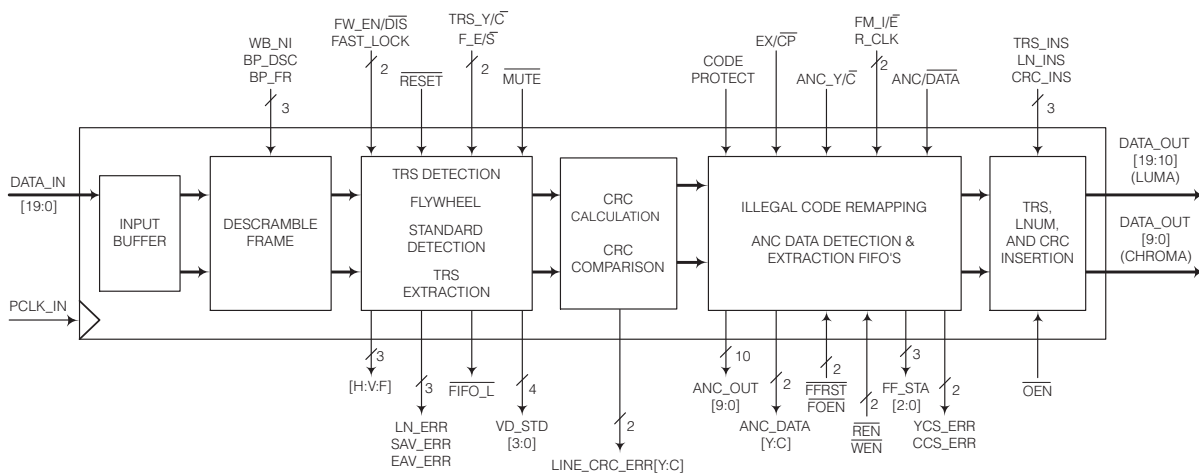 FW_EN/DIS
FAST_LOCK
2
TRS_Y/C
F_E/S
2
WB_NI
BP_DSC
BP_FR
3
RESET
MUTE
CODE
PROTECT
EX/CP
ANC_Y/C
FM_I/E
R_CLK
2
ANC/DATA
TRS_INS
LN_INS
CRC_INS
3
DATA_IN
[19:0]
PCLK_IN
INPUT
BUFFER
DESCRAMBLE
FRAME
TRS DETECTION
FLYWHEEL
STANDARD
DETECTION
TRS
EXTRACTION
CRC
CALCULATION
CRC
COMPARISON
ILLEGAL CODE REMAPPING
ANC DATA DETECTION &
EXTRACTION FIFO'S
TRS,
LNUM,
AND CRC
INSERTION
DATA_OUT
[19:10]
(LUMA)
DATA_OUT
[9:0]
(CHROMA)
3
[H:V:F]
3
LN_ERR
SAV_ERR
EAV_ERR
FIFO_L
4
VD_STD
[3:0]
2
LINE_CRC_ERR[Y:C]
10
ANC_OUT
[9:0]
2
ANC_DATA
[Y:C]
2
FFRST
FOEN
2
REN
WEN
3
FF_STA
[2:0]
2
YCS_ERR
CCS_ERR
OEN